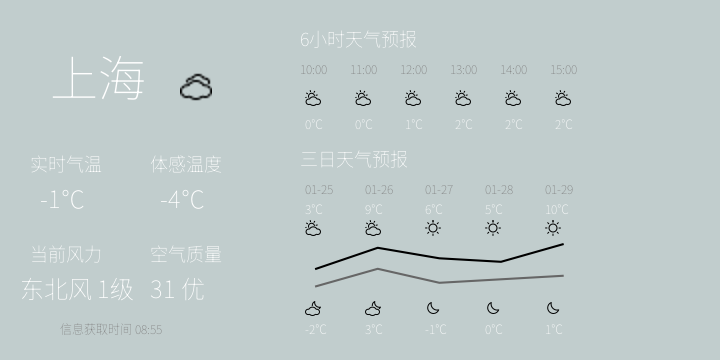 上海
实时气温 体感温度
-1°C -4°C
当前风力 空气质量
东北风 1级 31 优
信息获取时间 08:55
6小时天气预报
10:00 11:00 12:00 13:00 14:00 15:00
0°C 0°C 1°C 2°C 2°C 2°C
三日天气预报
01-25 01-26 01-27 01-28 01-29
3°C 9°C 6°C 5°C 10°C
-2°C 3°C -1°C 0°C 1°C